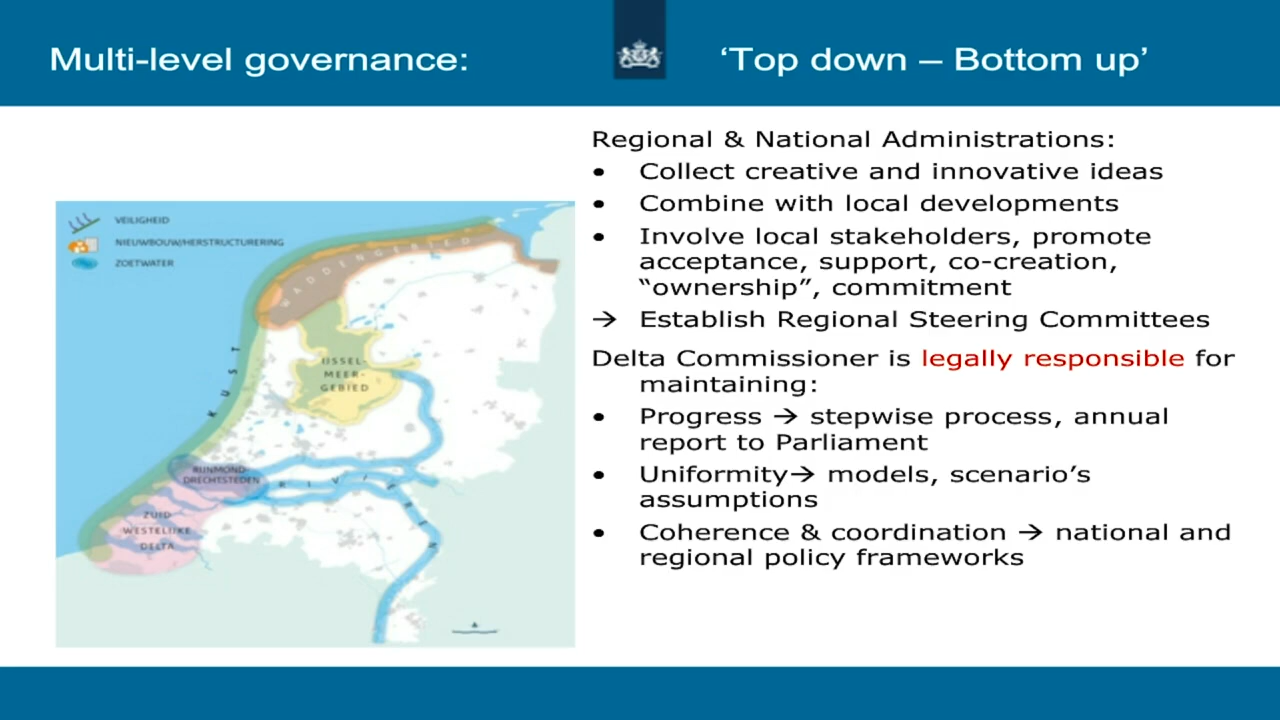 Multi-level governance:
‘Top down – Bottom up’
Regional & National Administrations:
• Collect creative and innovative ideas
• Combine with local developments
• Involve local stakeholders, promote
acceptance, support, co-creation,
“ownership”, commitment
→ Establish Regional Steering Committees
Delta Commissioner is legally responsible for
maintaining:
• Progress → stepwise process, annual
report to Parliament
• Uniformity→ models, scenario’s
assumptions
• Coherence & coordination → national and
regional policy frameworks
VEILIGHEID
NIEUWBOUW/HERSTRUCTURERING
ZOETWATER
WADDENGEBIED
IJSSEL-
MEER-
GEBIED
KUST
RIJNMOND-
DRECHTSTEDEN
RIVIEREN
ZUID-
WESTELIJKE
DELTA